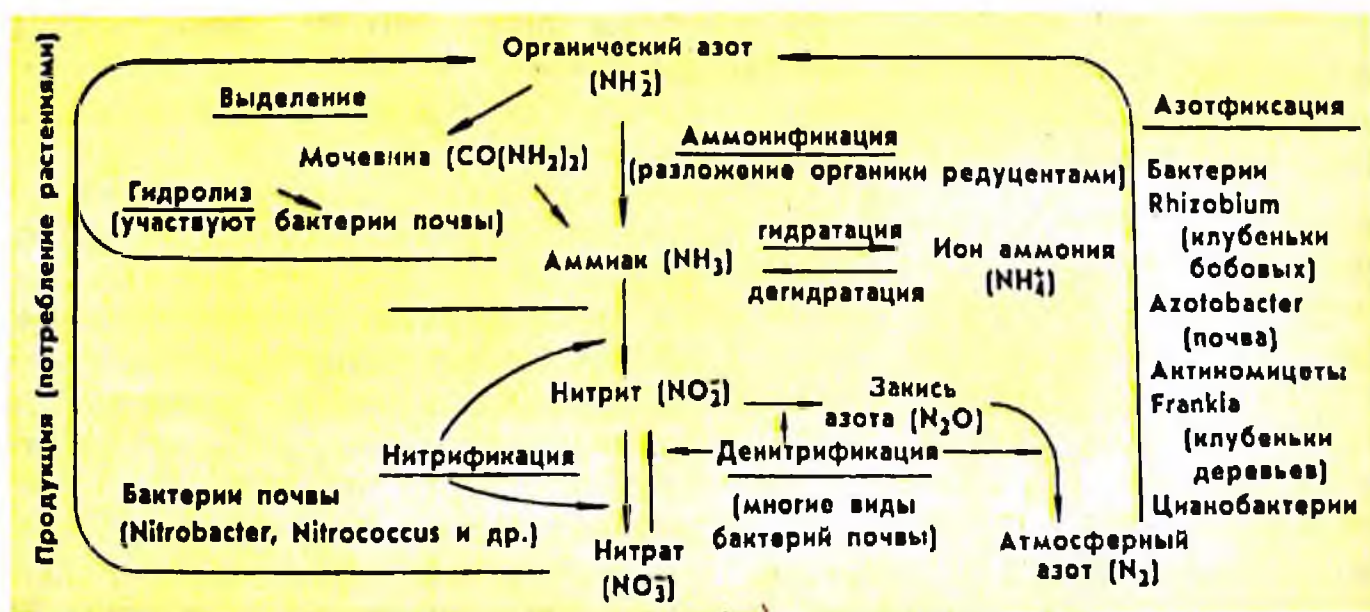 Продукция (потребление растениями)
Органический азот
(NH₂⁻)
Выделение
Мочевина (CO(NH₂)₂)
Гидролиз
(участвуют бактерии почвы)
Аммонификация
(разложение органики редуцентами)
Аммиак (NH₃)
гидратация
дегидратация
Ион аммония
(NH₄⁺)
Нитрит (NO₂⁻)
Закись
азота (N₂O)
Нитрификация
Денитрификация
(многие виды
бактерий почвы)
Бактерии почвы
(Nitrobacter, Nitrococcus и др.)
Нитрат
(NO₃⁻)
Атмосферный
азот (N₂)
Азотфиксация
Бактерии
Rhizobium
(клубеньки
бобовых)
Azotobacter
(почва)
Актиномицеты
Frankia
(клубеньки
деревьев)
Цианобактерии